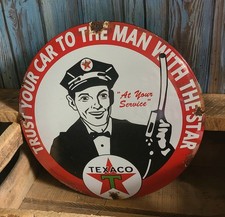 TRUST YOUR CAR TO THE MAN WITH THE STAR
"At Your
Service"
TEXACO
T